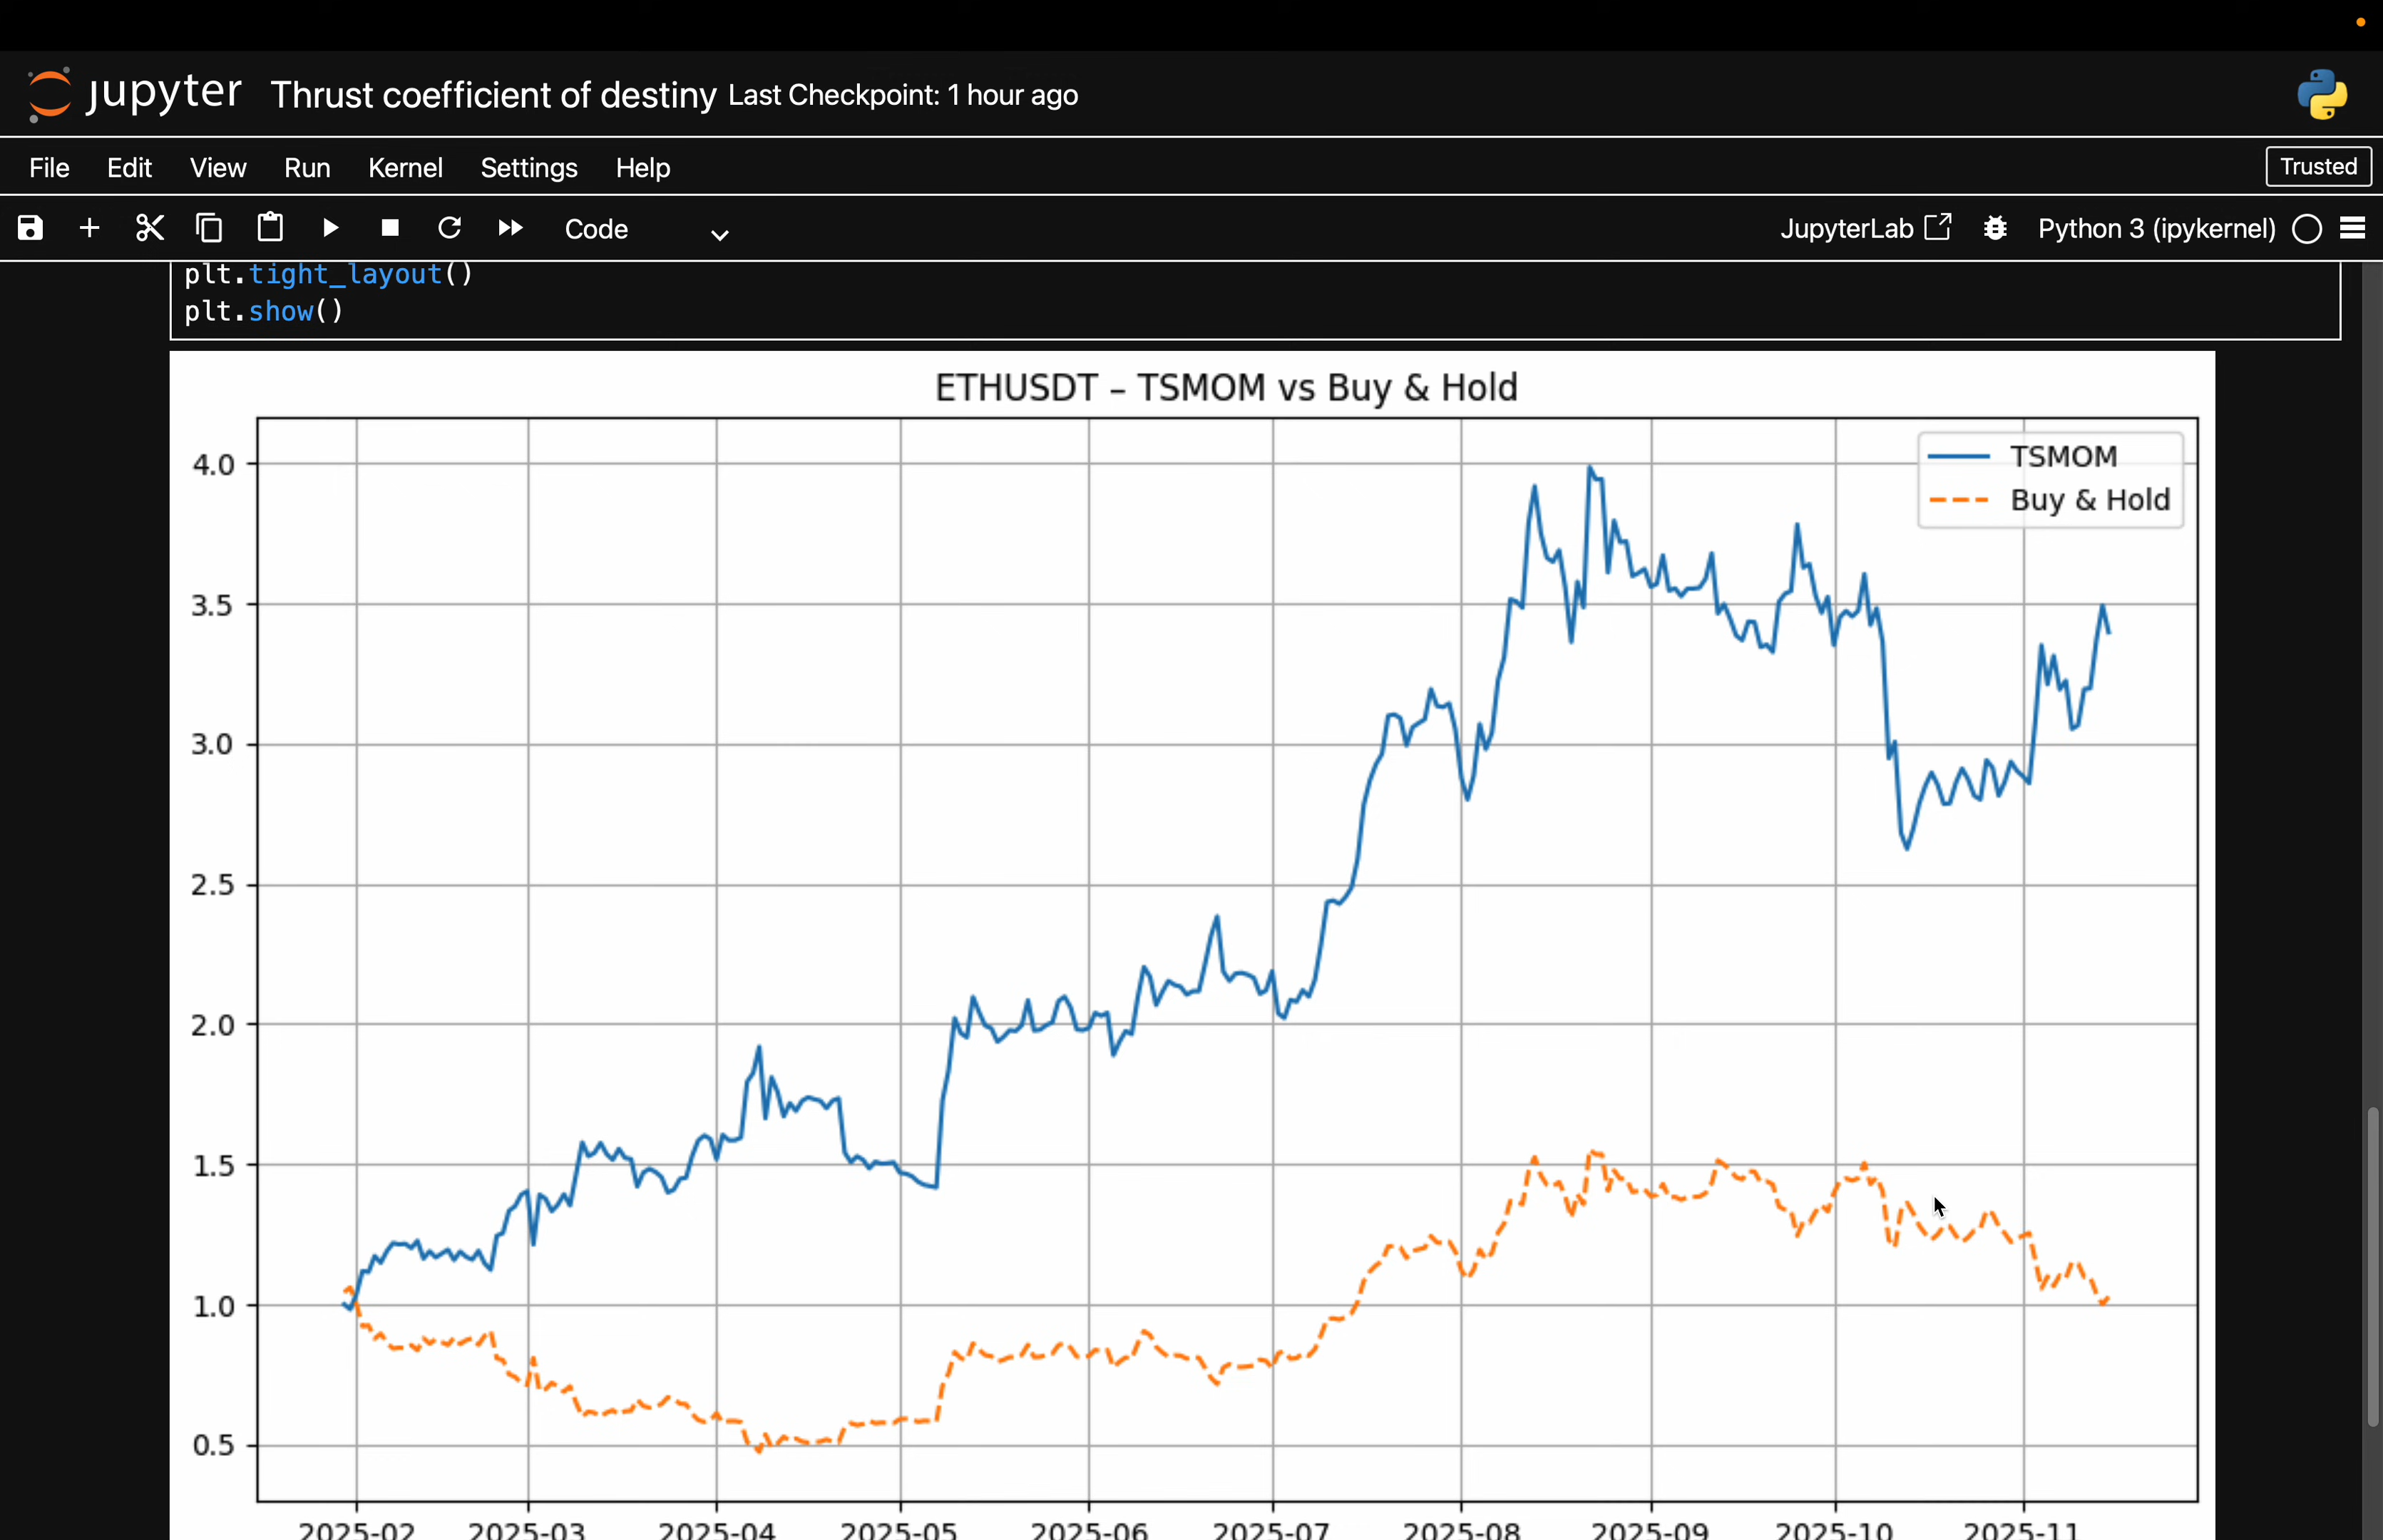 jupyter Thrust coefficient of destiny Last Checkpoint: 1 hour ago
File Edit View Run Kernel Settings Help Trusted
Code JupyterLab Python 3 (ipykernel)
plt.tight_layout()
plt.show()
ETHUSDT – TSMOM vs Buy & Hold
TSMOM
Buy & Hold
4.0
3.5
3.0
2.5
2.0
1.5
1.0
0.5
2025-02 2025-03 2025-04 2025-05 2025-06 2025-07 2025-08 2025-09 2025-10 2025-11